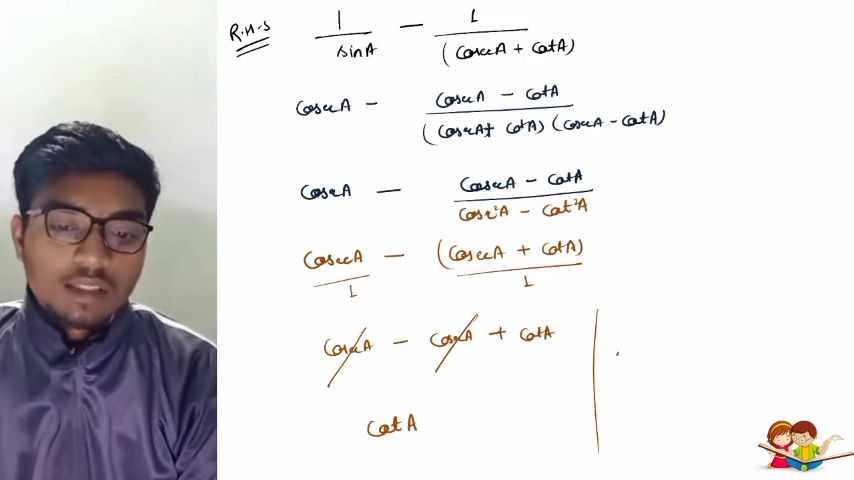 R.H.S 1/sinA — 1/(CosecA + CotA)
CosecA - CosecA - CotA/(CosecA+ CotA) (CosecA - CotA)
CosecA — CosecA - CotA/Cosec²A - Cot²A
CosecA/1 — (CosecA + CotA)/1
CosecA - CosecA + CotA
CotA